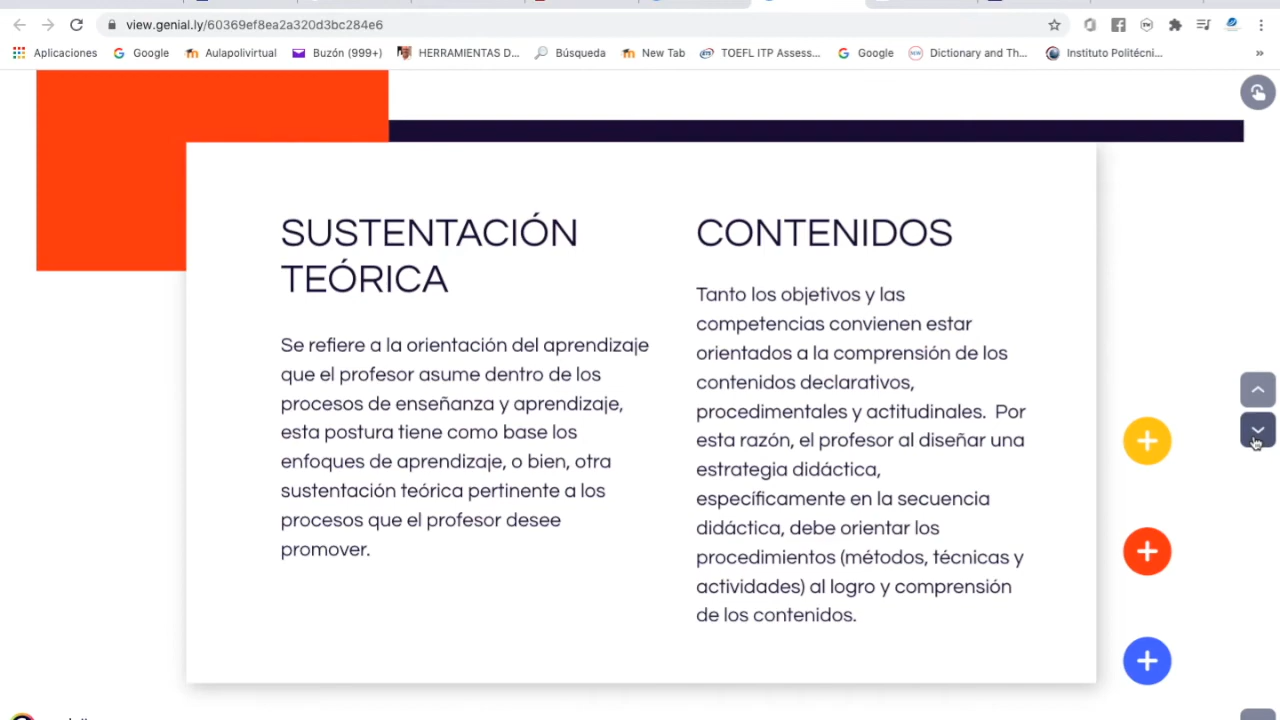 view.genial.ly/60369ef8ea2a320d3bc284e6
Aplicaciones
Google
Aulapolivirtual
Buzón (999+)
HERRAMIENTAS D...
Búsqueda
New Tab
TOEFL ITP Assess...
Google
Dictionary and Th...
Instituto Politécni...
»
SUSTENTACIÓN
TEÓRICA
Se refiere a la orientación del aprendizaje
que el profesor asume dentro de los
procesos de enseñanza y aprendizaje,
esta postura tiene como base los
enfoques de aprendizaje, o bien, otra
sustentación teórica pertinente a los
procesos que el profesor desee
promover.
CONTENIDOS
Tanto los objetivos y las
competencias convienen estar
orientados a la comprensión de los
contenidos declarativos,
procedimentales y actitudinales. Por
esta razón, el profesor al diseñar una
estrategia didáctica,
específicamente en la secuencia
didáctica, debe orientar los
procedimientos (métodos, técnicas y
actividades) al logro y comprensión
de los contenidos.